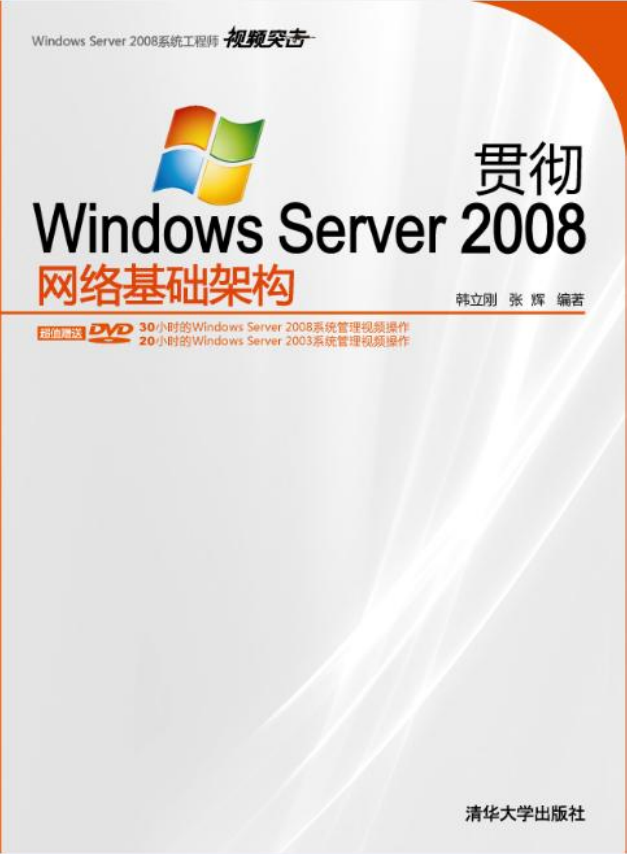 Windows Server 2008系统工程师 视频突击
贯彻
Windows Server 2008
网络基础架构
韩立刚 张 辉 编著
超值赠送 DVD 30小时的Windows Server 2008系统管理视频操作
20小时的Windows Server 2003系统管理视频操作
清华大学出版社